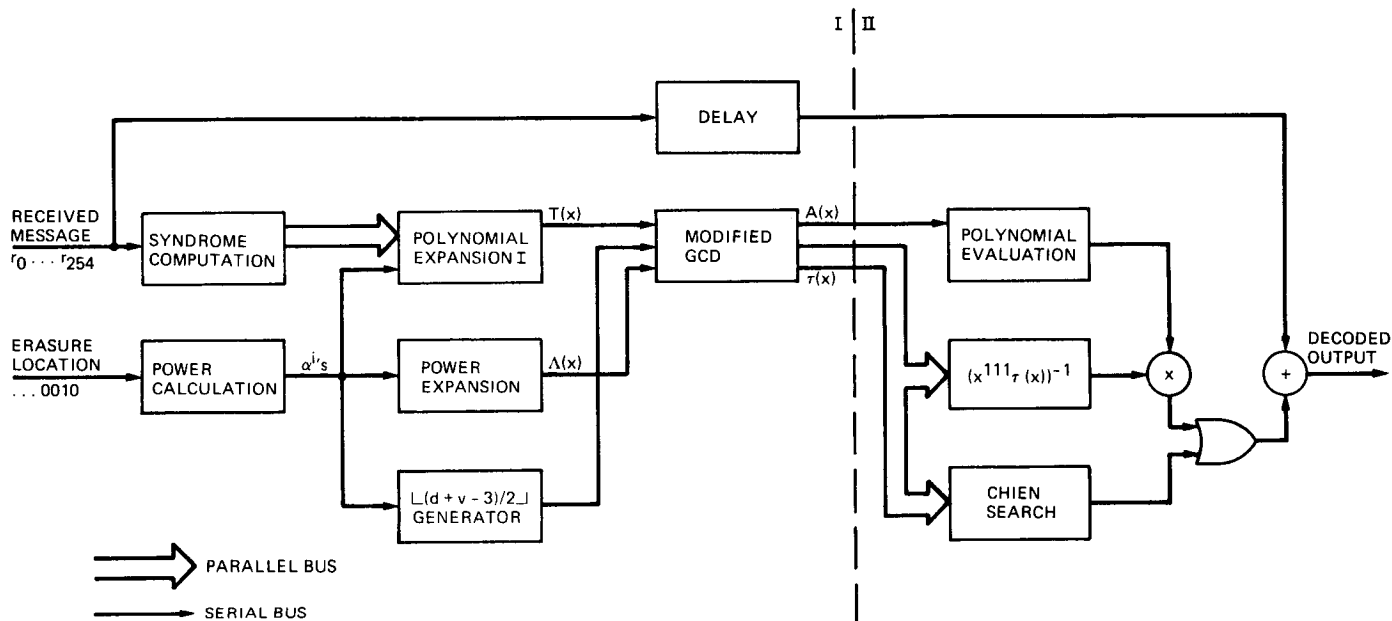 I II
DELAY
RECEIVED
MESSAGE
r0 · · · r254
SYNDROME
COMPUTATION
POLYNOMIAL
EXPANSION I
T(x)
MODIFIED
GCD
A(x)
τ(x)
POLYNOMIAL
EVALUATION
ERASURE
LOCATION
...0010
POWER
CALCULATION
α^i's
POWER
EXPANSION
Λ(x)
(x^111 τ (x))^-1
x
+
DECODED
OUTPUT
⌊(d + v − 3)/2⌋
GENERATOR
CHIEN
SEARCH
PARALLEL BUS
SERIAL BUS